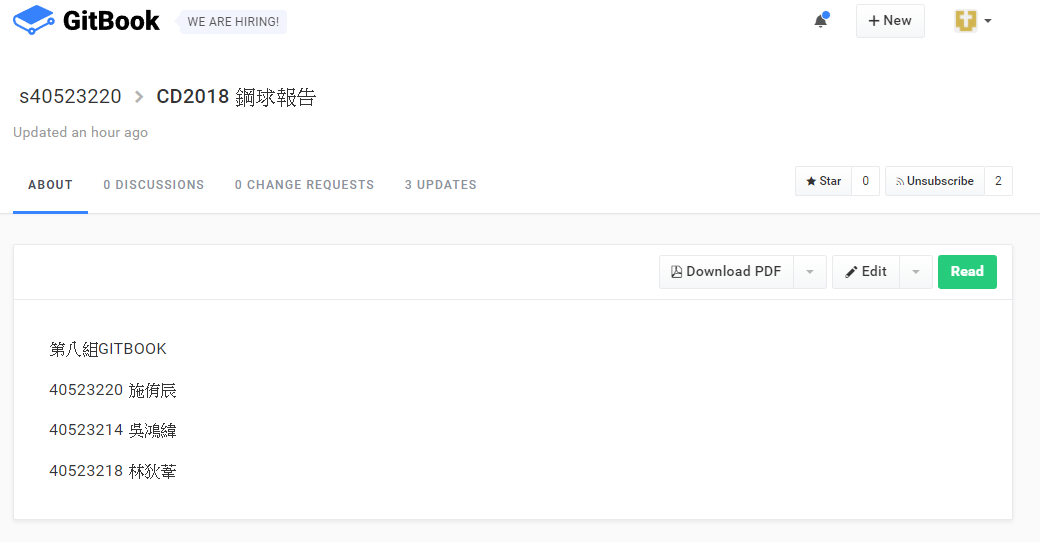 GitBook WE ARE HIRING! + New
s40523220 > CD2018 鋼球報告
Updated an hour ago
ABOUT 0 DISCUSSIONS 0 CHANGE REQUESTS 3 UPDATES Star 0 Unsubscribe 2
Download PDF Edit Read
第八組GITBOOK
40523220 施侑辰
40523214 吳鴻緯
40523218 林狄葦